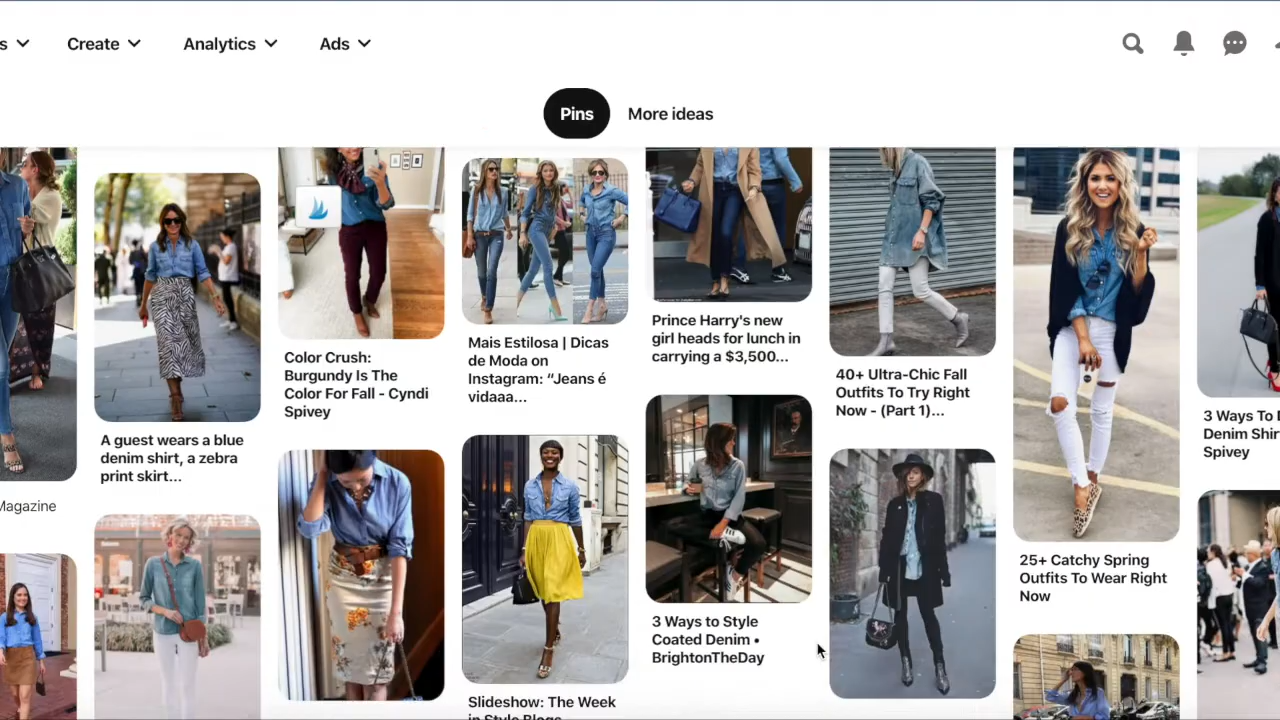 s
Create
Analytics
Ads
Pins
More ideas
Magazine
A guest wears a blue
denim shirt, a zebra
print skirt...
Color Crush:
Burgundy Is The
Color For Fall - Cyndi
Spivey
Mais Estilosa | Dicas
de Moda on
Instagram: “Jeans é
vidaaa...
Slideshow: The Week
in Style Blogs
Prince Harry's new
girl heads for lunch in
carrying a $3,500...
3 Ways to Style
Coated Denim •
BrightonTheDay
40+ Ultra-Chic Fall
Outfits To Try Right
Now - (Part 1)...
25+ Catchy Spring
Outfits To Wear Right
Now
3 Ways To
Denim Shir
Spivey